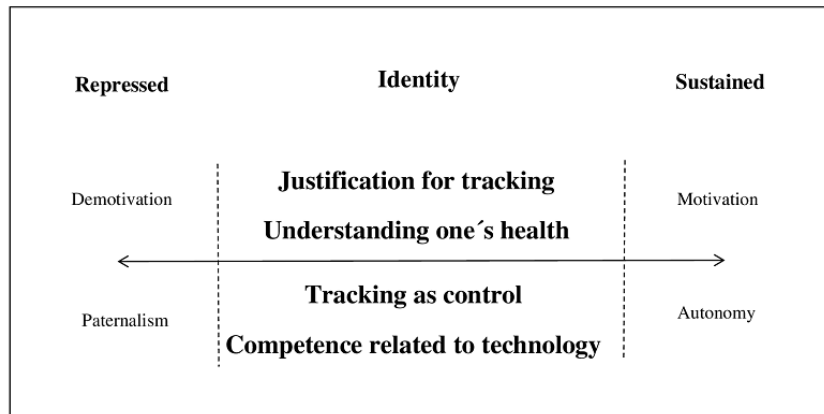 Repressed Identity Sustained
Justification for tracking
Demotivation Motivation
Understanding one´s health
Tracking as control
Paternalism Autonomy
Competence related to technology